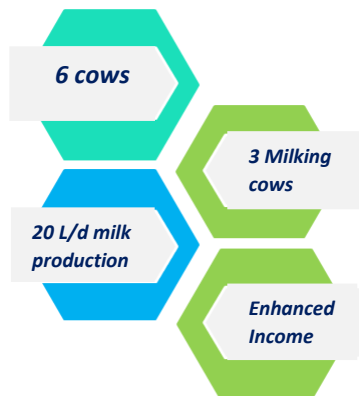 6 cows
3 Milking
cows
20 L/d milk
production
Enhanced
Income